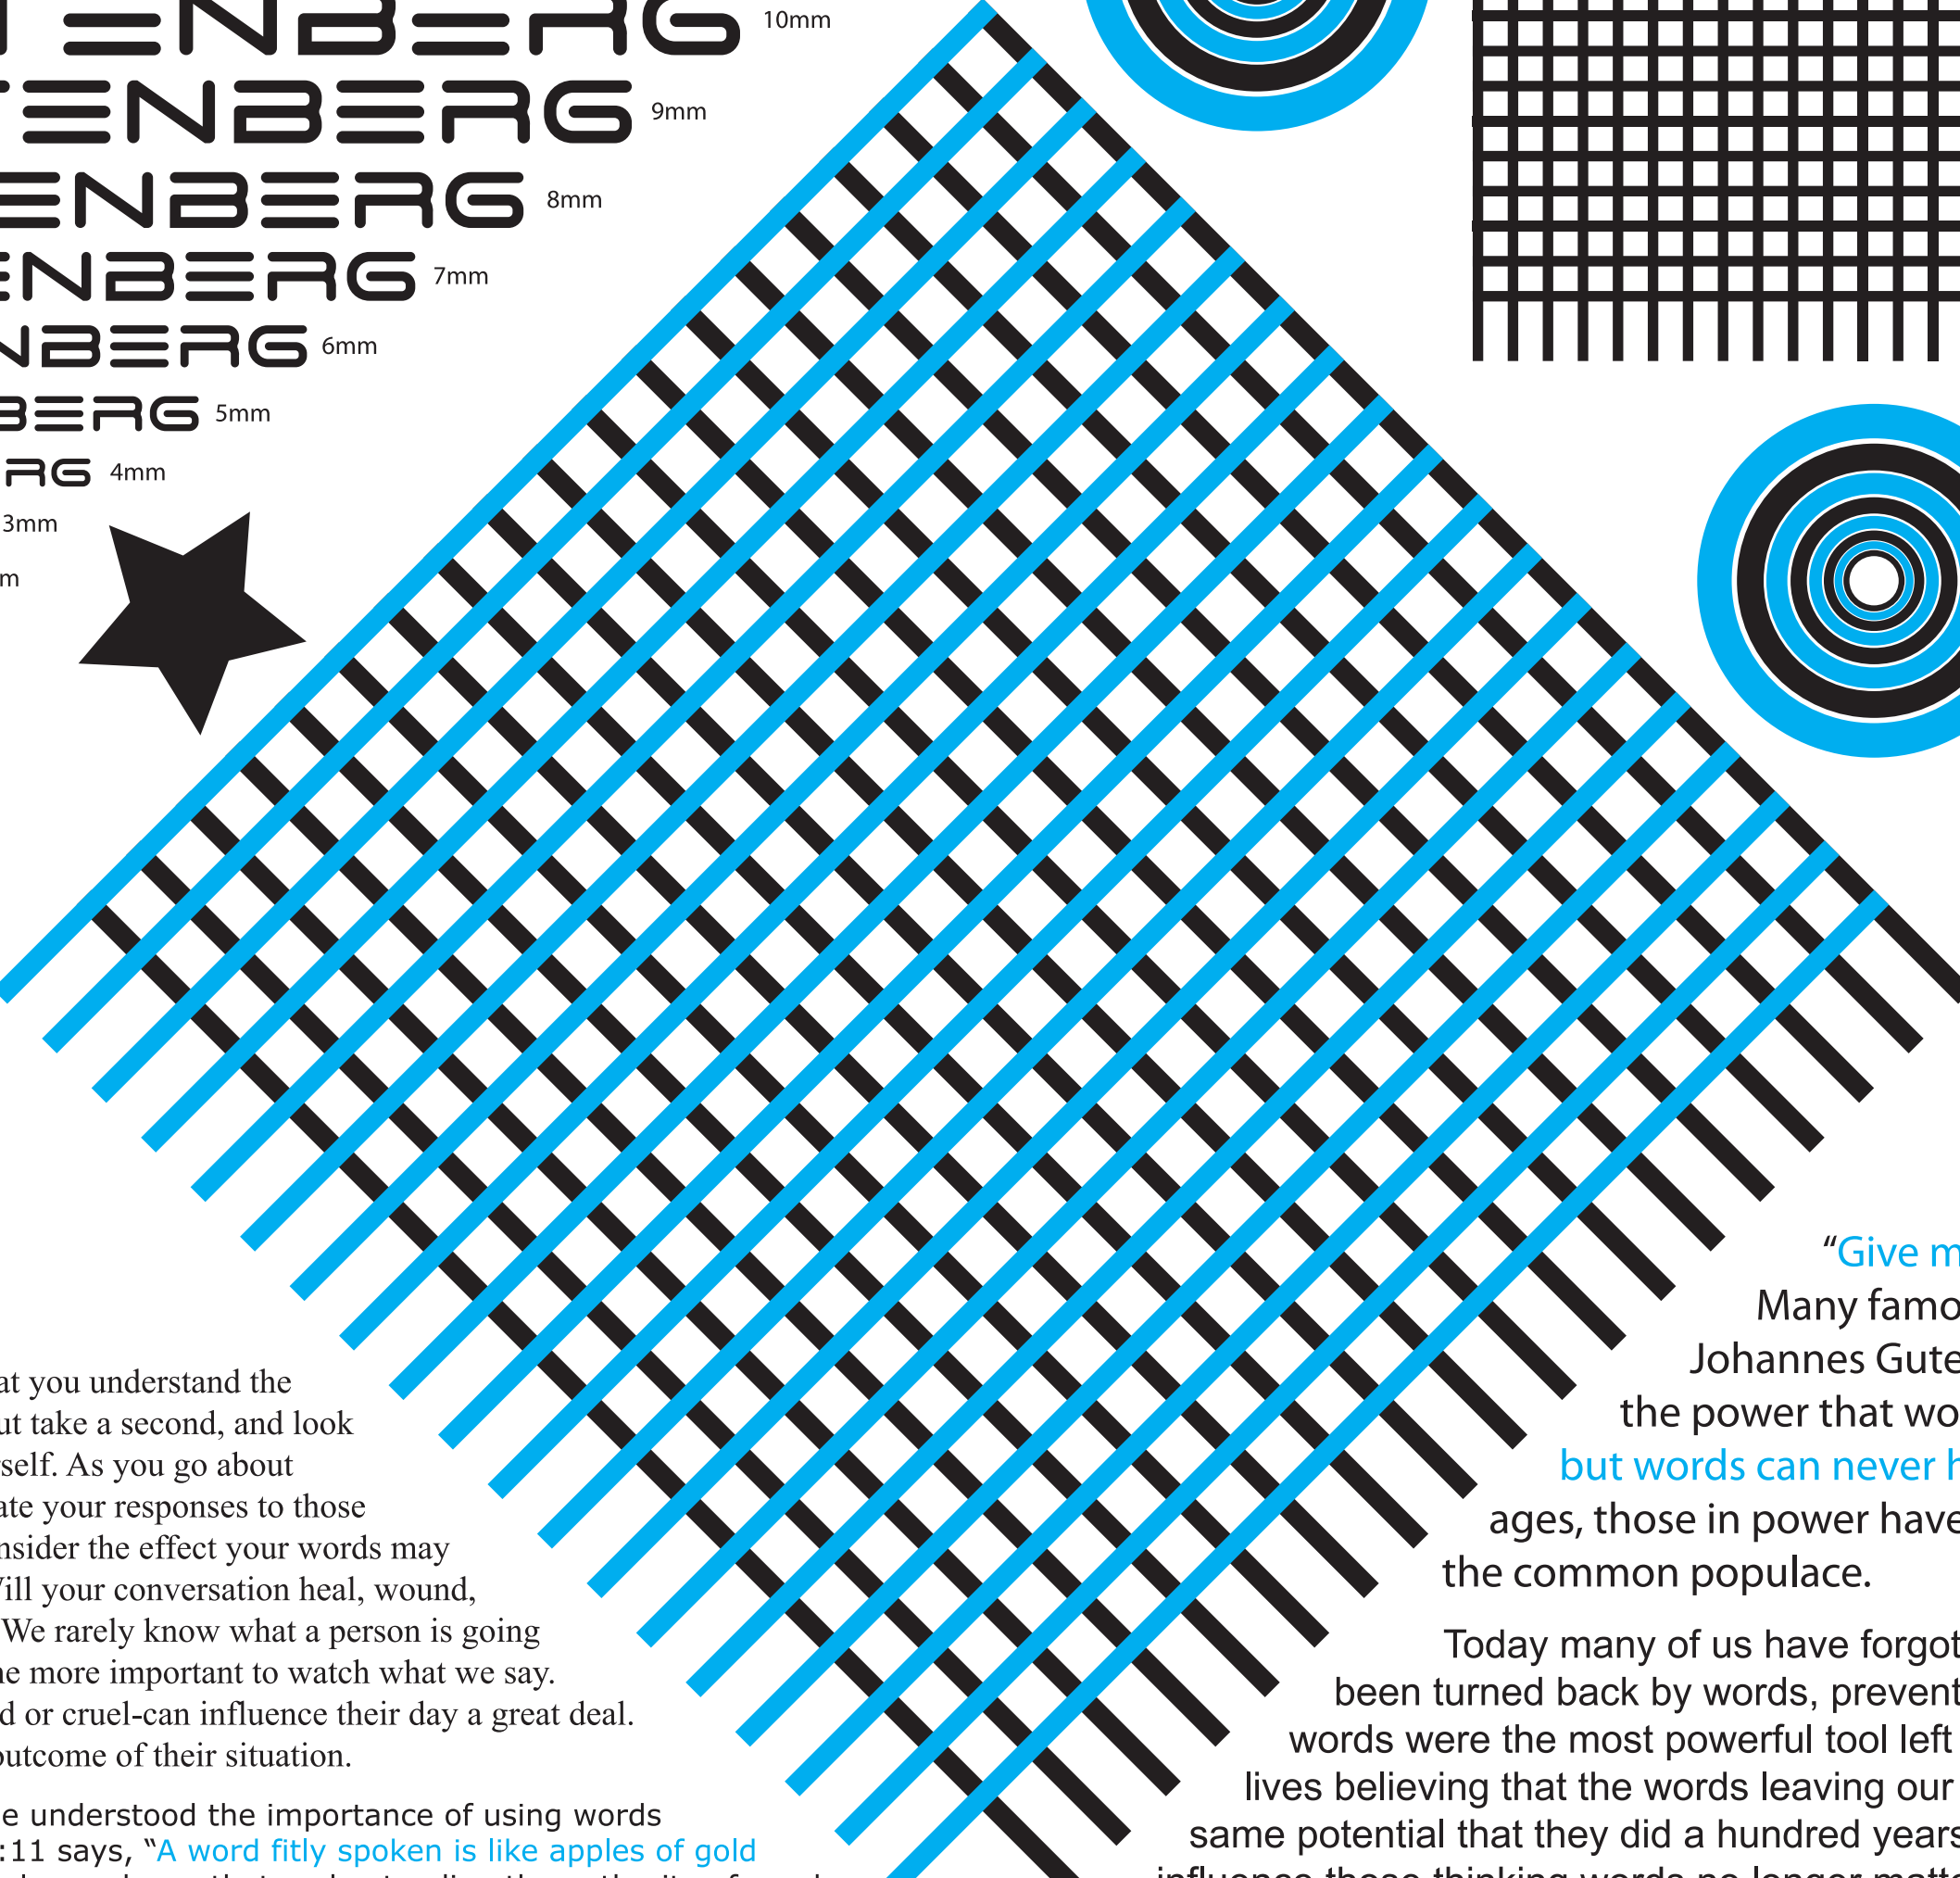 TENBERG 10mm
TENBERG 9mm
ENBERG 8mm
ENBERG 7mm
NBERG 6mm
BERG 5mm
RG 4mm
3mm
m
at you understand the
ut take a second, and look
rself. As you go about
ate your responses to those
nsider the effect your words may
Will your conversation heal, wound,
We rarely know what a person is going
ne more important to watch what we say.
d or cruel-can influence their day a great deal.
outcome of their situation.
e understood the importance of using words
:11 says, “A word fitly spoken is like apples of gold
“Give m
Many famo
Johannes Gute
the power that wo
but words can never h
ages, those in power have
the common populace.
Today many of us have forgot
been turned back by words, prevent
words were the most powerful tool left
lives believing that the words leaving our
same potential that they did a hundred years